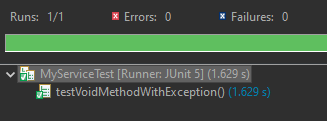 Runs: 1/1 Errors: 0 Failures: 0
MyServiceTest [Runner: JUnit 5] (1.629 s)
testVoidMethodWithException() (1.629 s)